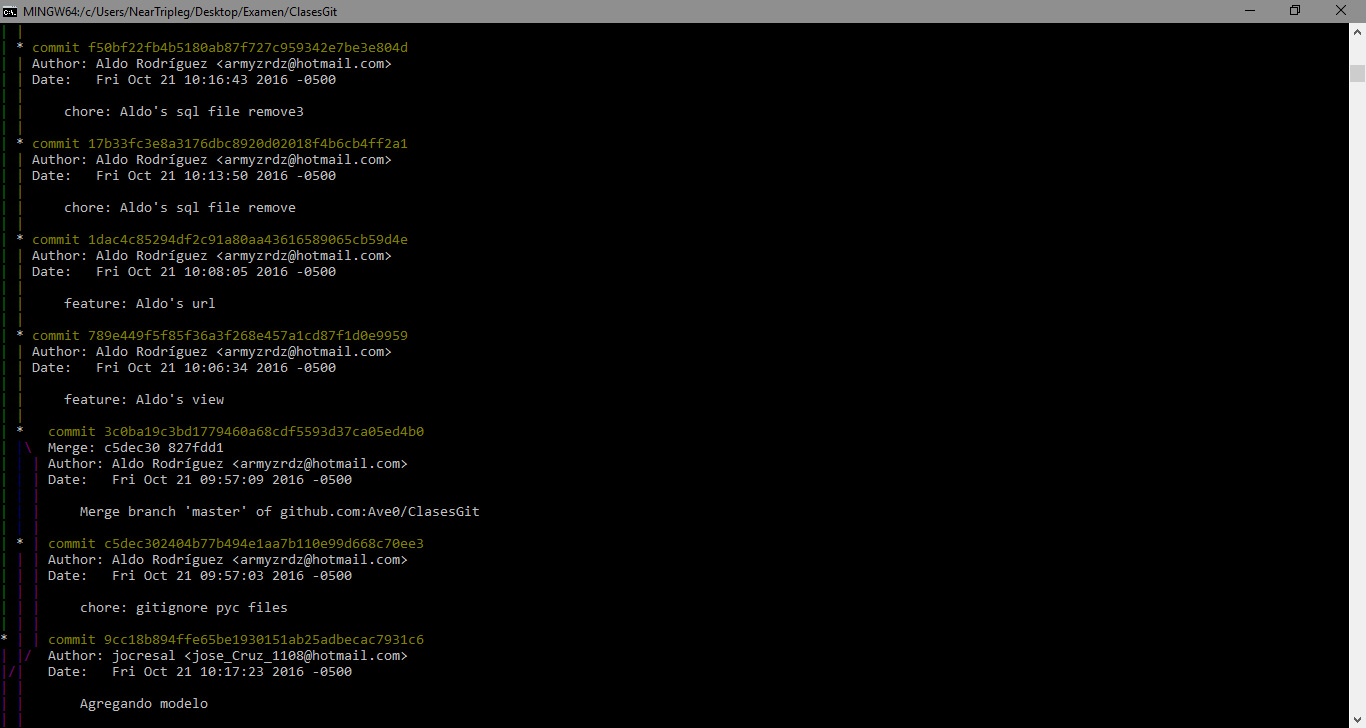 MINGW64:/c/Users/NearTripleg/Desktop/Examen/ClasesGit
* commit f50bf22fb4b5180ab87f727c959342e7be3e804d
Author: Aldo Rodríguez <armyzrdz@hotmail.com>
Date:   Fri Oct 21 10:16:43 2016 -0500
chore: Aldo's sql file remove3
* commit 17b33fc3e8a3176dbc8920d02018f4b6cb4ff2a1
Author: Aldo Rodríguez <armyzrdz@hotmail.com>
Date:   Fri Oct 21 10:13:50 2016 -0500
chore: Aldo's sql file remove
* commit 1dac4c85294df2c91a80aa43616589065cb59d4e
Author: Aldo Rodríguez <armyzrdz@hotmail.com>
Date:   Fri Oct 21 10:08:05 2016 -0500
feature: Aldo's url
* commit 789e449f5f85f36a3f268e457a1cd87f1d0e9959
Author: Aldo Rodríguez <armyzrdz@hotmail.com>
Date:   Fri Oct 21 10:06:34 2016 -0500
feature: Aldo's view
* commit 3c0ba19c3bd1779460a68cdf5593d37ca05ed4b0
Merge: c5dec30 827fdd1
Author: Aldo Rodríguez <armyzrdz@hotmail.com>
Date:   Fri Oct 21 09:57:09 2016 -0500
Merge branch 'master' of github.com:Ave0/ClasesGit
* commit c5dec302404b77b494e1aa7b110e99d668c70ee3
Author: Aldo Rodríguez <armyzrdz@hotmail.com>
Date:   Fri Oct 21 09:57:03 2016 -0500
chore: gitignore pyc files
* commit 9cc18b894ffe65be1930151ab25adbecac7931c6
Author: jocresal <jose_Cruz_1108@hotmail.com>
Date:   Fri Oct 21 10:17:23 2016 -0500
Agregando modelo